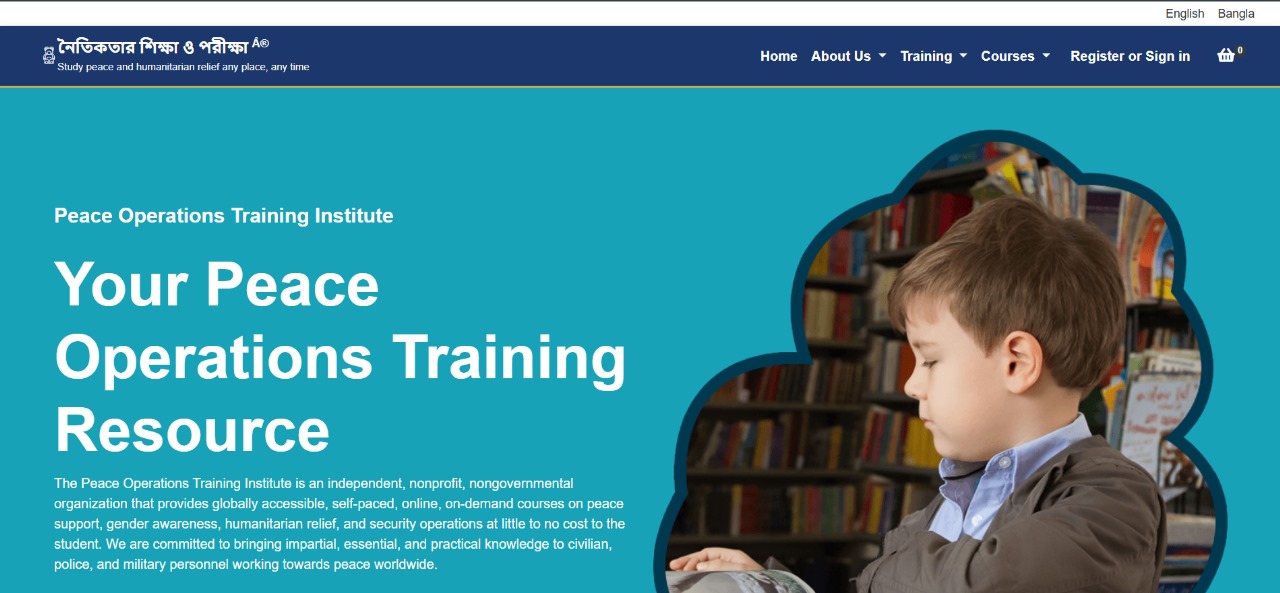 English Bangla
নৈতিকতার শিক্ষা ও পরীক্ষা Â®
Study peace and humanitarian relief any place, any time
Home About Us Training Courses Register or Sign in 0
Peace Operations Training Institute
Your Peace
Operations Training
Resource
The Peace Operations Training Institute is an independent, nonprofit, nongovernmental
organization that provides globally accessible, self-paced, online, on-demand courses on peace
support, gender awareness, humanitarian relief, and security operations at little to no cost to the
student. We are committed to bringing impartial, essential, and practical knowledge to civilian,
police, and military personnel working towards peace worldwide.